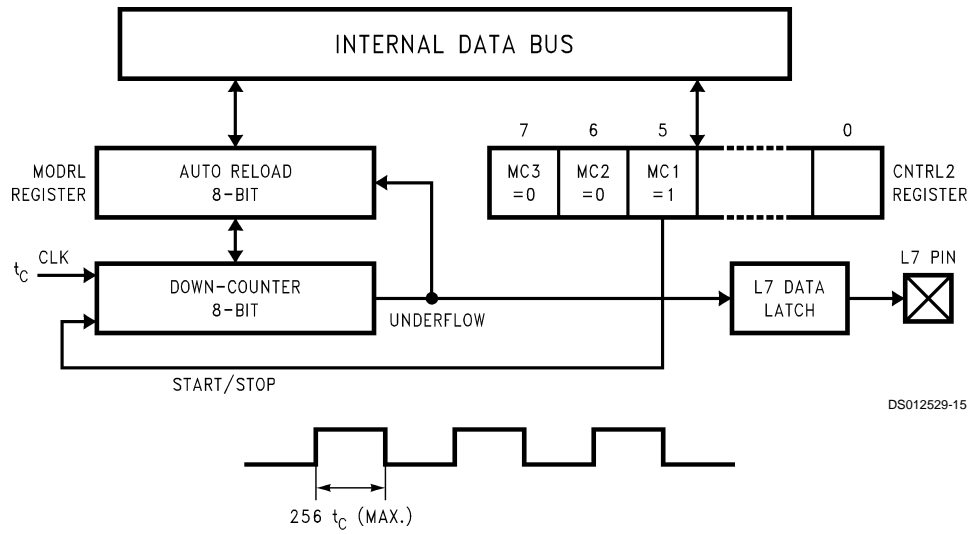 INTERNAL DATA BUS
7 6 5 0
MODRL
REGISTER
AUTO RELOAD
8-BIT
MC3
=0
MC2
=0
MC1
=1
CNTRL2
REGISTER
CLK
tC
DOWN-COUNTER
8-BIT
UNDERFLOW
L7 DATA
LATCH
L7 PIN
START/STOP
DS012529-15
256 tC (MAX.)